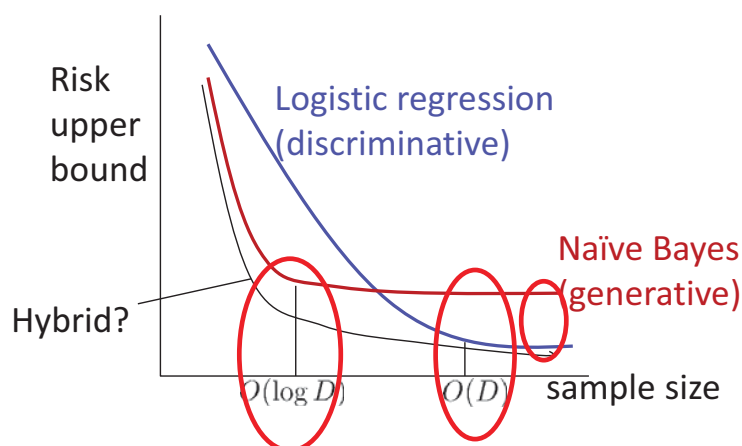 Risk
upper
bound
Logistic regression
(discriminative)
Naïve Bayes
(generative)
Hybrid?
O(log D)
O(D)
sample size